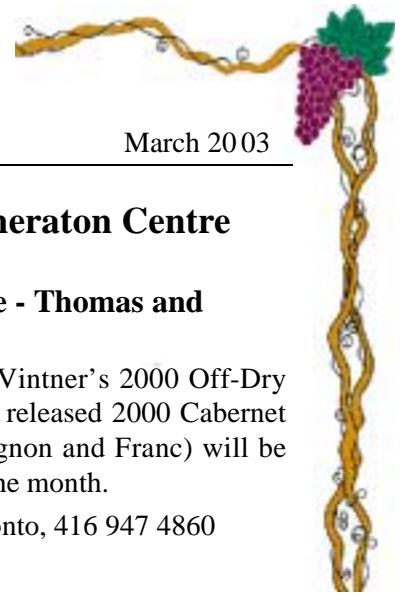 March 2003
heraton Centre
e - Thomas and
Vintner's 2000 Off-Dry
released 2000 Cabernet
gnon and Franc) will be
he month.
onto, 416 947 4860